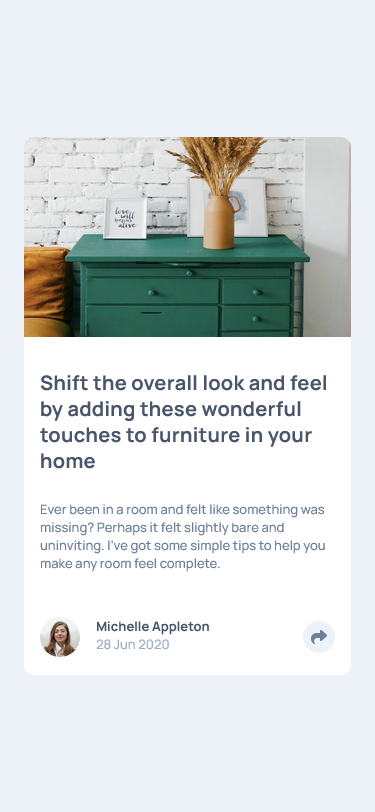 love
will
keep us
alive
Shift the overall look and feel
by adding these wonderful
touches to furniture in your
home
Ever been in a room and felt like something was
missing? Perhaps it felt slightly bare and
uninviting. I've got some simple tips to help you
make any room feel complete.
Michelle Appleton
28 Jun 2020